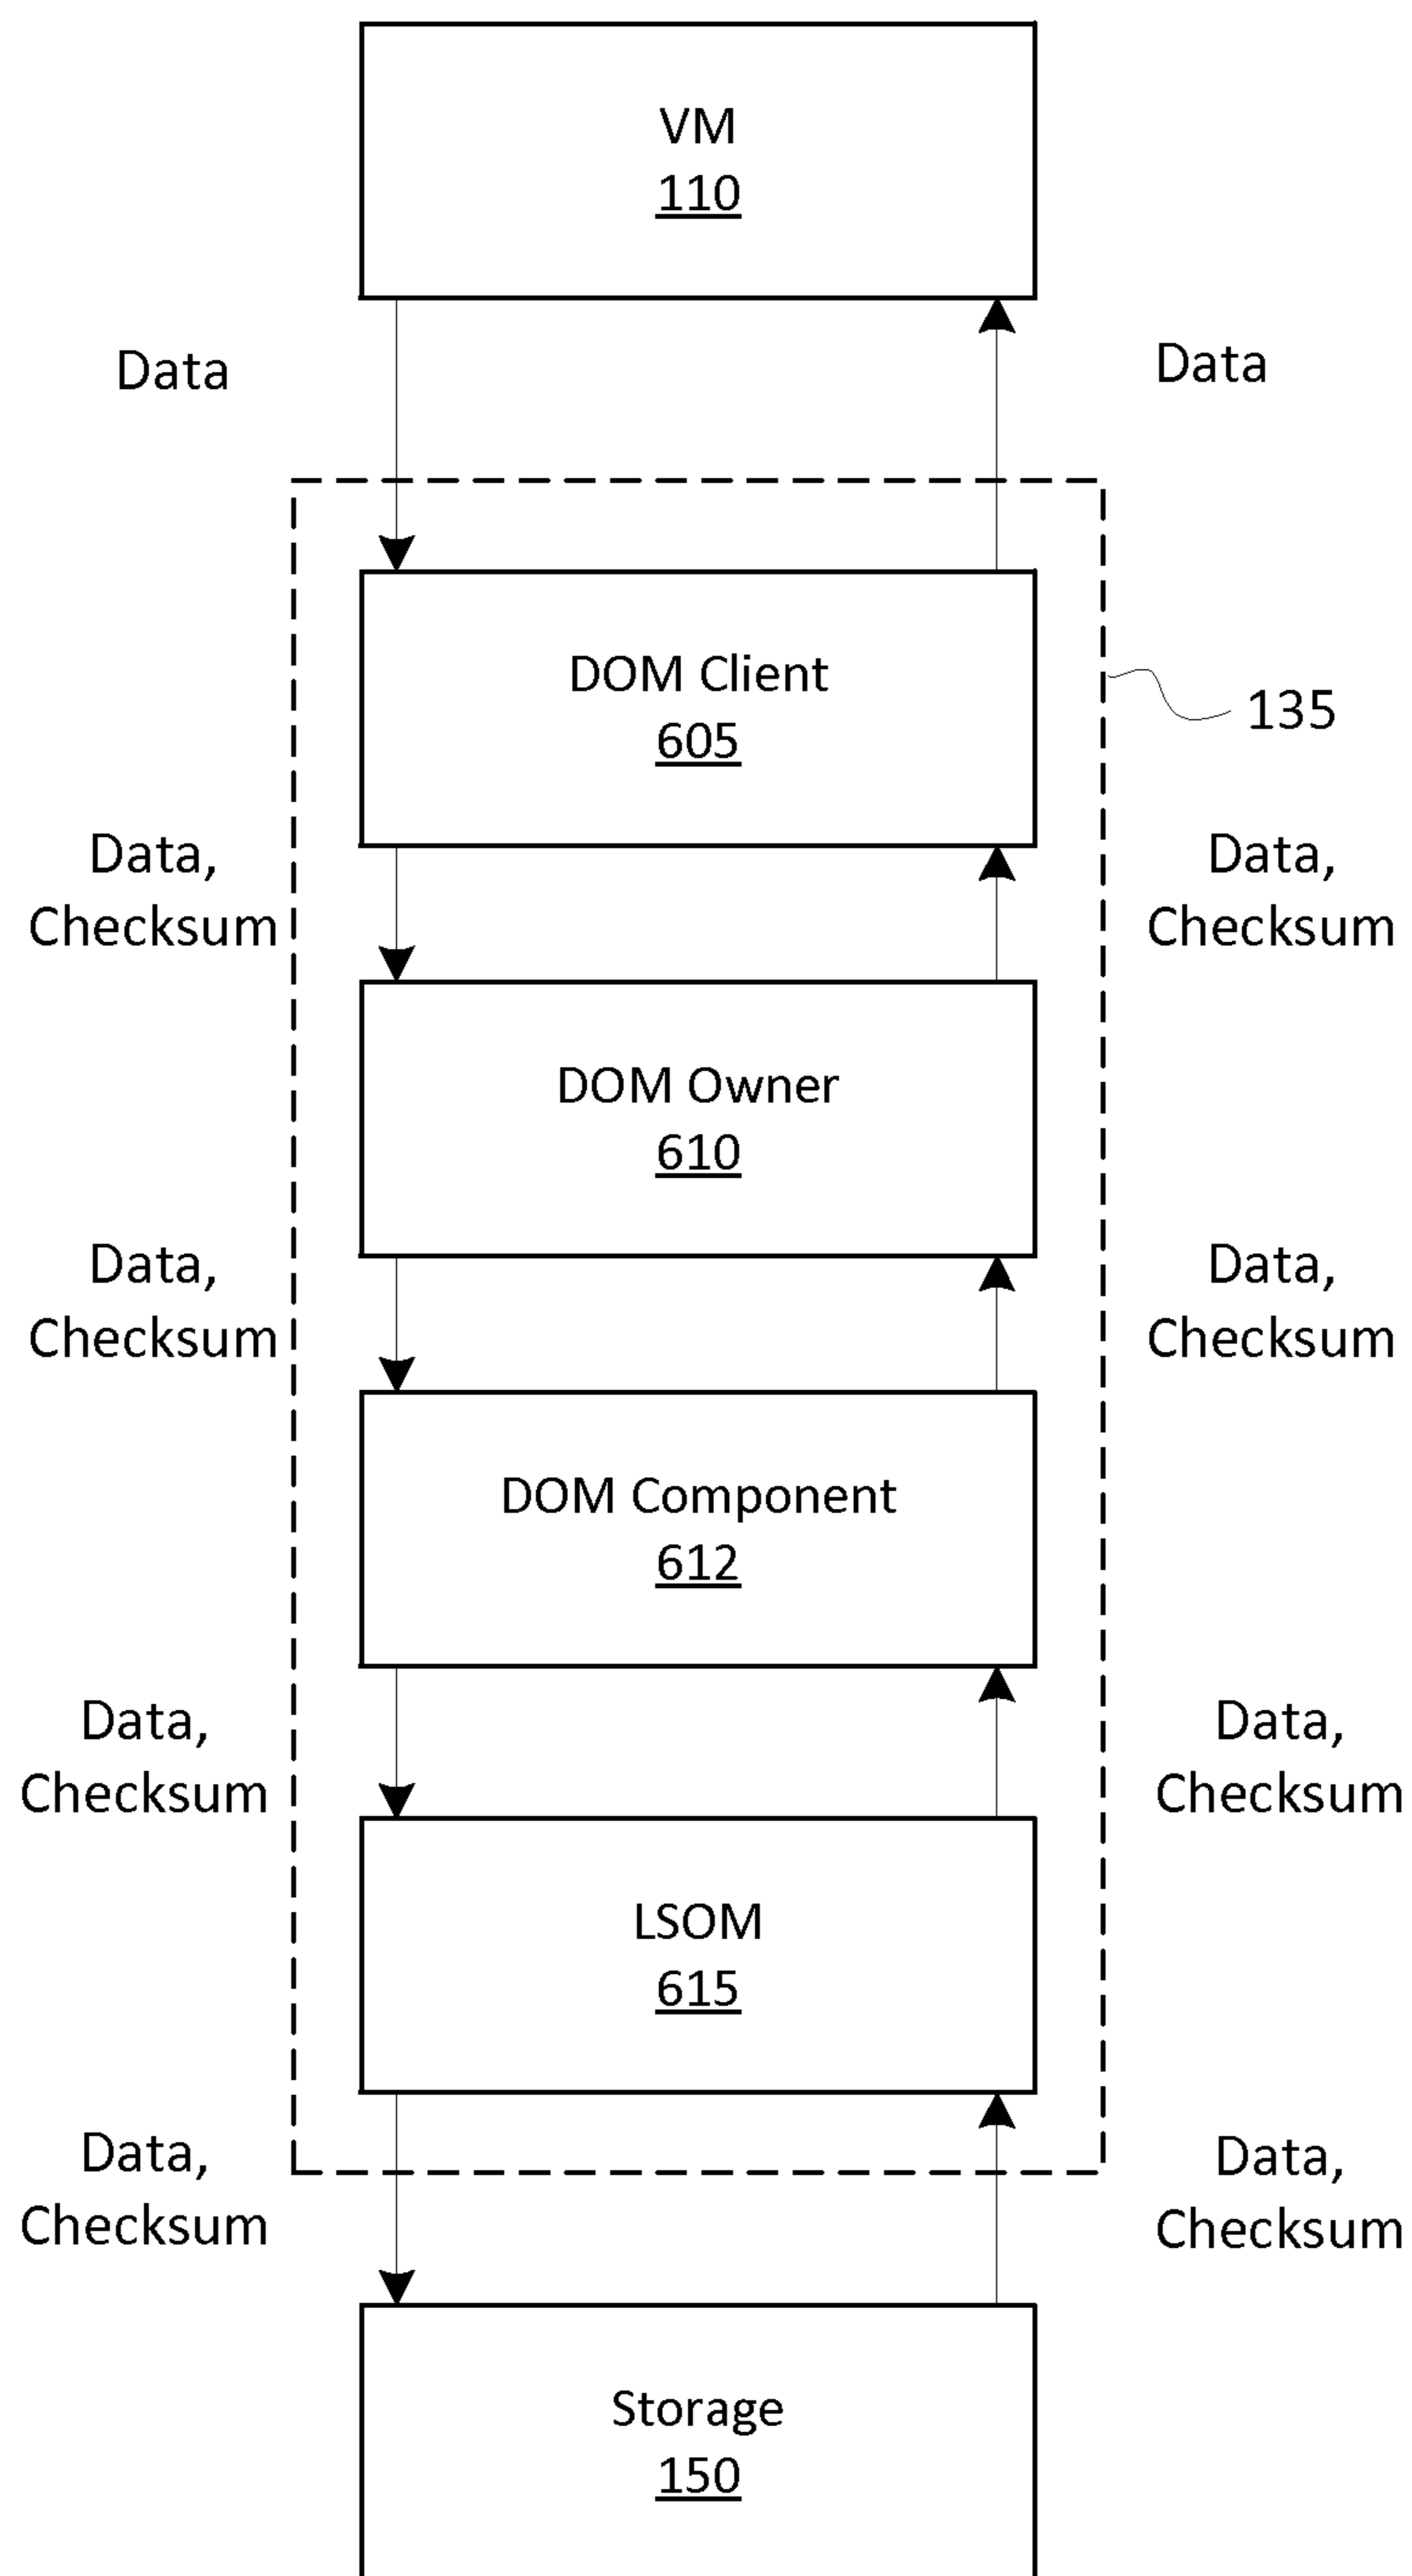 VM
110
Data
Data
DOM Client
605
135
Data,
Checksum
Data,
Checksum
DOM Owner
610
Data,
Checksum
Data,
Checksum
DOM Component
612
Data,
Checksum
Data,
Checksum
LSOM
615
Data,
Checksum
Data,
Checksum
Storage
150